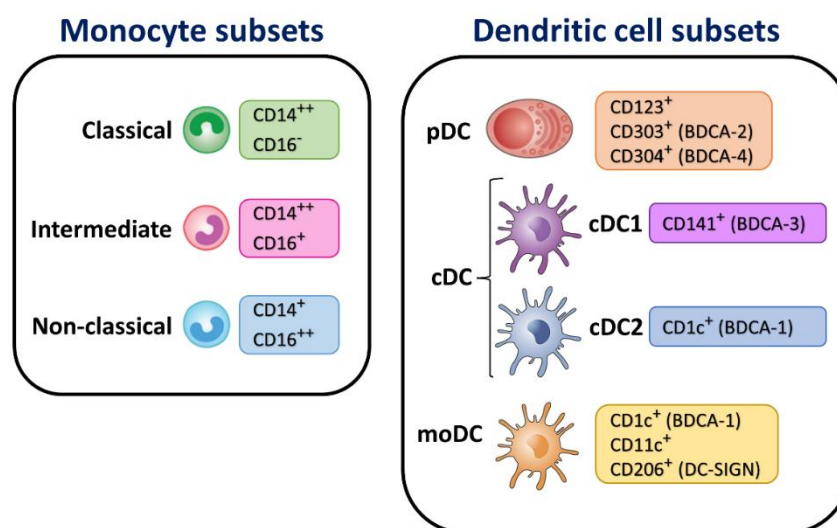 Monocyte subsets
Classical
CD14⁺⁺
CD16⁻
Intermediate
CD14⁺⁺
CD16⁺
Non-classical
CD14⁺
CD16⁺⁺
Dendritic cell subsets
pDC
CD123⁺
CD303⁺ (BDCA-2)
CD304⁺ (BDCA-4)
cDC
cDC1
CD141⁺ (BDCA-3)
cDC2
CD1c⁺ (BDCA-1)
moDC
CD1c⁺ (BDCA-1)
CD11c⁺
CD206⁺ (DC-SIGN)